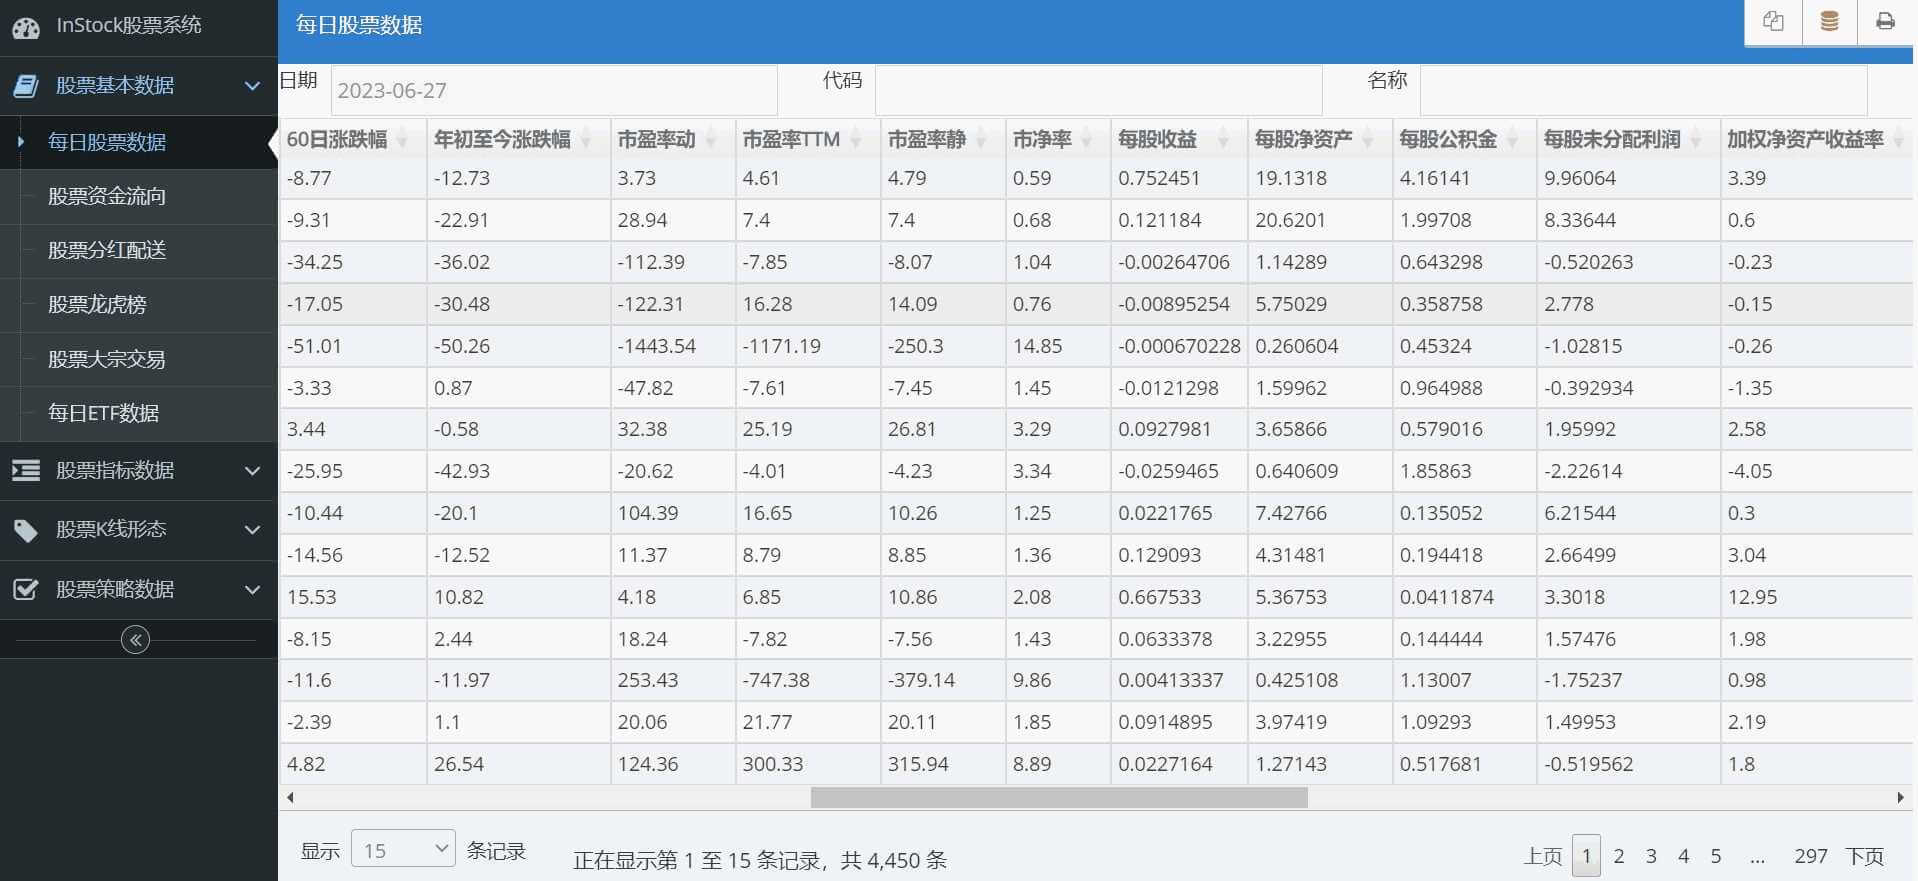 InStock股票系统
股票基本数据
每日股票数据
股票资金流向
股票分红配送
股票龙虎榜
股票大宗交易
每日ETF数据
股票指标数据
股票K线形态
股票策略数据
每日股票数据
日期 2023-06-27 代码 名称
60日涨跌幅 年初至今涨跌幅 市盈率动 市盈率TTM 市盈率静 市净率 每股收益 每股净资产 每股公积金 每股未分配利润 加权净资产收益率
-8.77 -12.73 3.73 4.61 4.79 0.59 0.752451 19.1318 4.16141 9.96064 3.39
-9.31 -22.91 28.94 7.4 7.4 0.68 0.121184 20.6201 1.99708 8.33644 0.6
-34.25 -36.02 -112.39 -7.85 -8.07 1.04 -0.00264706 1.14289 0.643298 -0.520263 -0.23
-17.05 -30.48 -122.31 16.28 14.09 0.76 -0.00895254 5.75029 0.358758 2.778 -0.15
-51.01 -50.26 -1443.54 -1171.19 -250.3 14.85 -0.000670228 0.260604 0.45324 -1.02815 -0.26
-3.33 0.87 -47.82 -7.61 -7.45 1.45 -0.0121298 1.59962 0.964988 -0.392934 -1.35
3.44 -0.58 32.38 25.19 26.81 3.29 0.0927981 3.65866 0.579016 1.95992 2.58
-25.95 -42.93 -20.62 -4.01 -4.23 3.34 -0.0259465 0.640609 1.85863 -2.22614 -4.05
-10.44 -20.1 104.39 16.65 10.26 1.25 0.0221765 7.42766 0.135052 6.21544 0.3
-14.56 -12.52 11.37 8.79 8.85 1.36 0.129093 4.31481 0.194418 2.66499 3.04
15.53 10.82 4.18 6.85 10.86 2.08 0.667533 5.36753 0.0411874 3.3018 12.95
-8.15 2.44 18.24 -7.82 -7.56 1.43 0.0633378 3.22955 0.144444 1.57476 1.98
-11.6 -11.97 253.43 -747.38 -379.14 9.86 0.00413337 0.425108 1.13007 -1.75237 0.98
-2.39 1.1 20.06 21.77 20.11 1.85 0.0914895 3.97419 1.09293 1.49953 2.19
4.82 26.54 124.36 300.33 315.94 8.89 0.0227164 1.27143 0.517681 -0.519562 1.8
显示 15 条记录 正在显示第 1 至 15 条记录，共 4,450 条 上页 1 2 3 4 5 … 297 下页